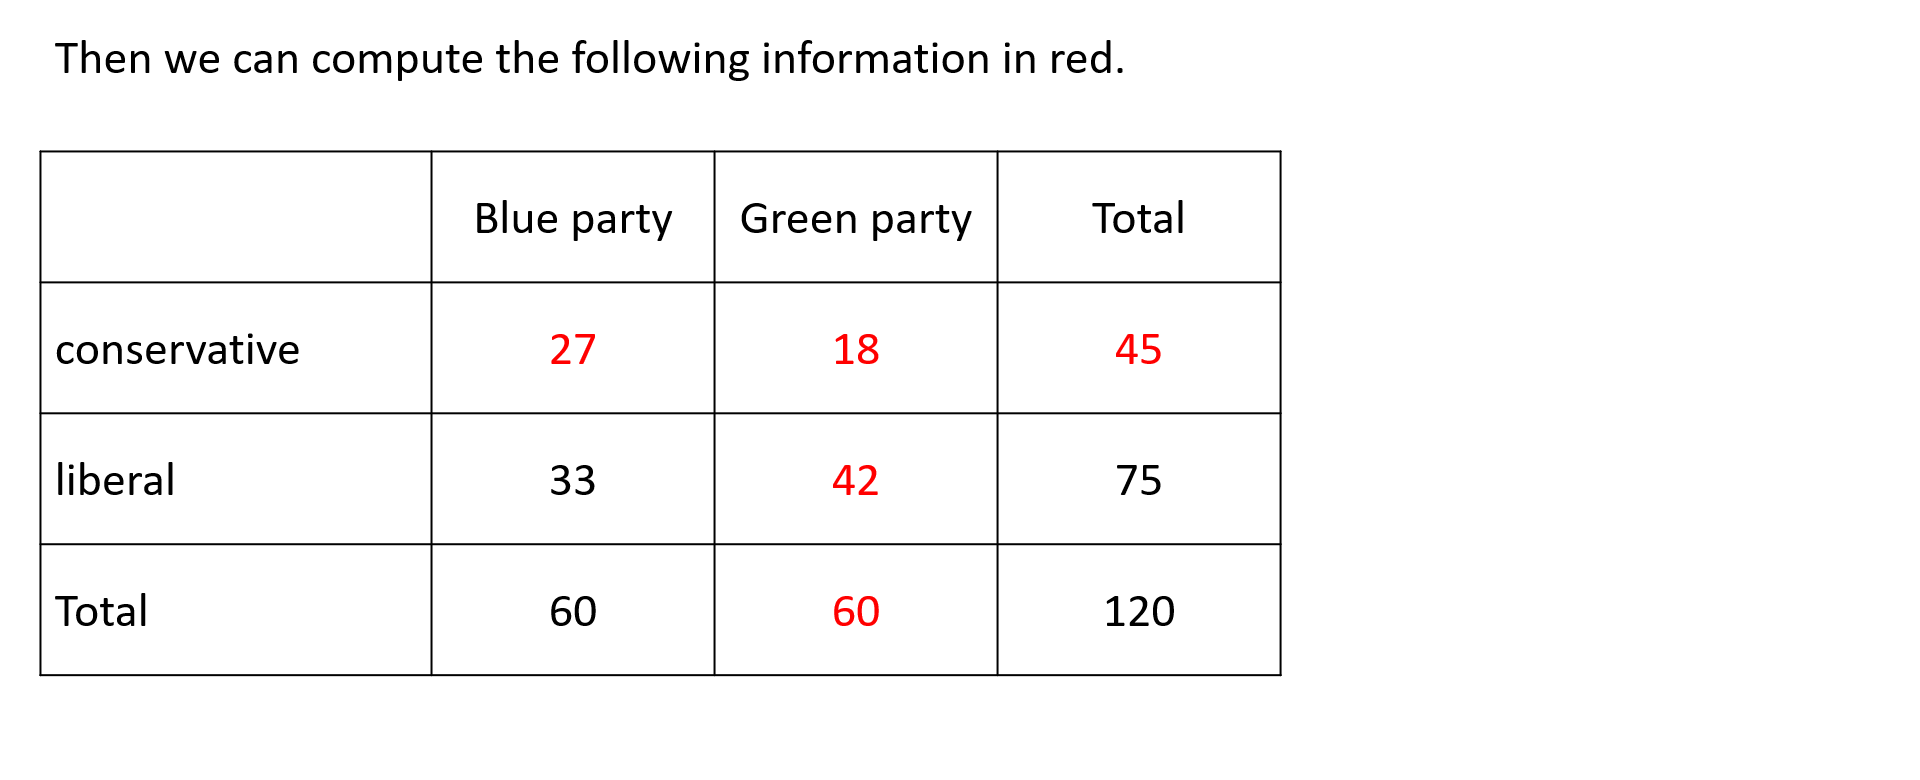 Then we can compute the following information in red.
Blue party Green party Total
conservative 27 18 45
liberal 33 42 75
Total 60 60 120